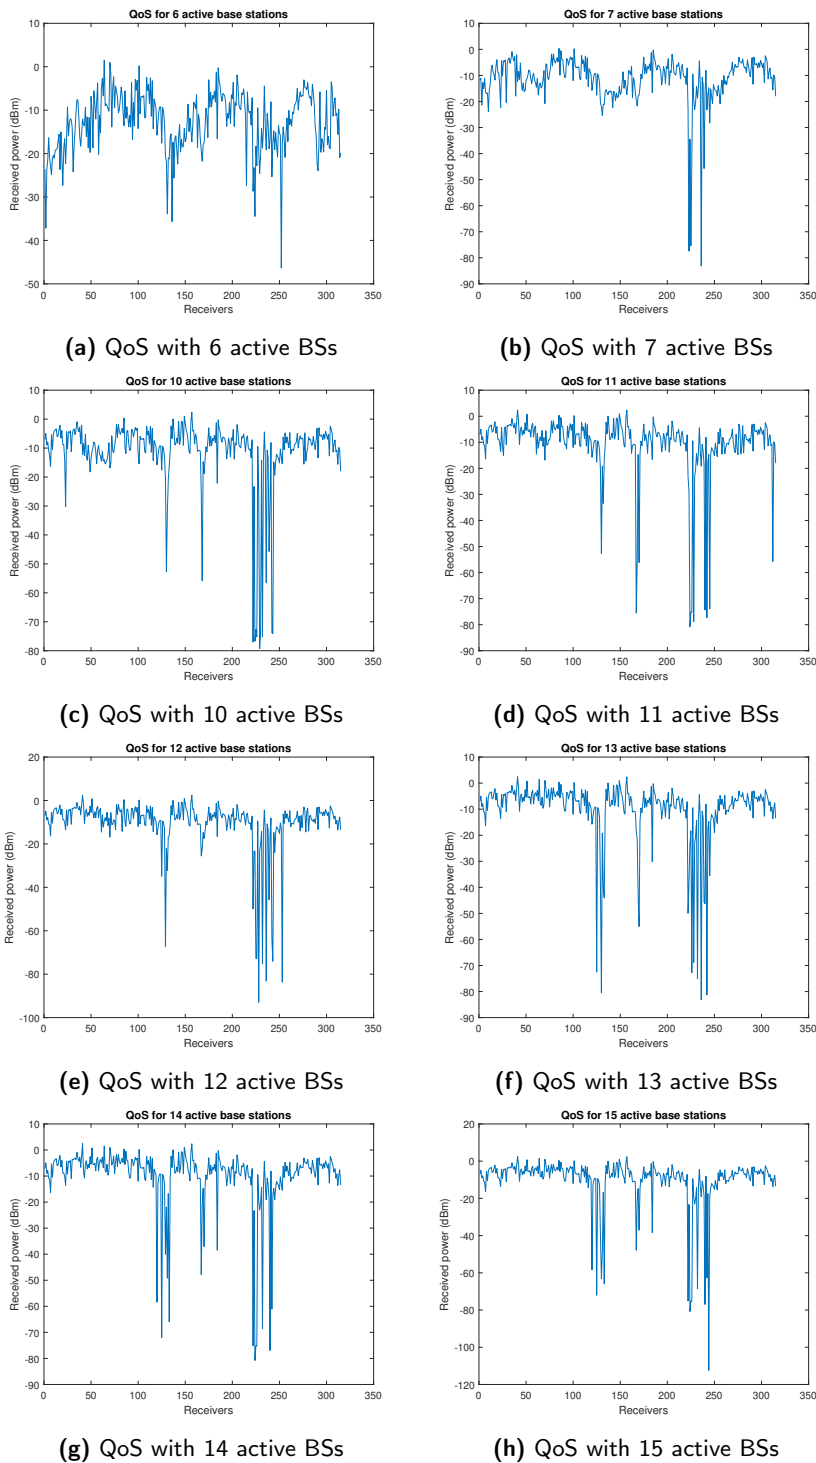 QoS for 6 active base stations
10
0
-10
-20
-30
-40
-50
Received power (dBm)
0 50 100 150 200 250 300 350
Receivers
(a) QoS with 6 active BSs
QoS for 7 active base stations
10
0
-10
-20
-30
-40
-50
-60
-70
-80
-90
Received power (dBm)
0 50 100 150 200 250 300 350
Receivers
(b) QoS with 7 active BSs
QoS for 10 active base stations
10
0
-10
-20
-30
-40
-50
-60
-70
-80
Received power (dBm)
0 50 100 150 200 250 300 350
Receivers
(c) QoS with 10 active BSs
QoS for 11 active base stations
10
0
-10
-20
-30
-40
-50
-60
-70
-80
-90
Received power (dBm)
0 50 100 150 200 250 300 350
Receivers
(d) QoS with 11 active BSs
QoS for 12 active base stations
20
0
-20
-40
-60
-80
-100
Received power (dBm)
0 50 100 150 200 250 300 350
Receivers
(e) QoS with 12 active BSs
QoS for 13 active base stations
10
0
-10
-20
-30
-40
-50
-60
-70
-80
-90
Received power (dBm)
0 50 100 150 200 250 300 350
Receivers
(f) QoS with 13 active BSs
QoS for 14 active base stations
10
0
-10
-20
-30
-40
-50
-60
-70
-80
-90
Received power (dBm)
0 50 100 150 200 250 300 350
Receivers
(g) QoS with 14 active BSs
QoS for 15 active base stations
20
0
-20
-40
-60
-80
-100
-120
Received power (dBm)
0 50 100 150 200 250 300 350
Receivers
(h) QoS with 15 active BSs